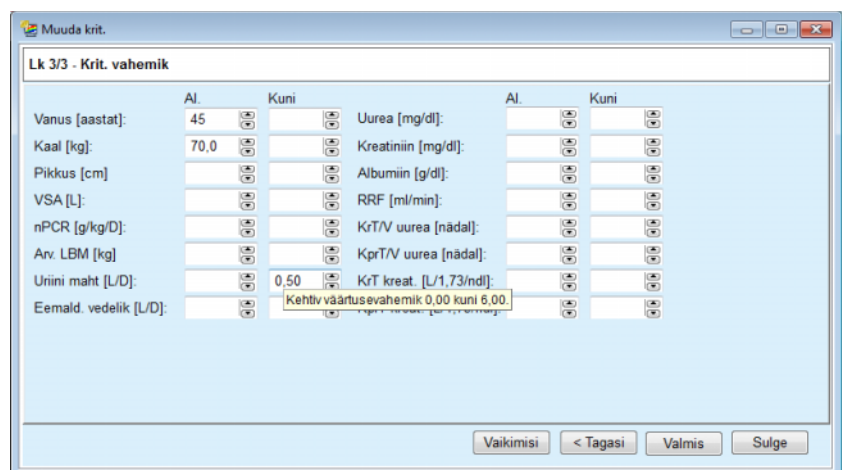 Muuda krit.
Lk 3/3 - Krit. vahemik
Al. Kuni Al. Kuni
Vanus [aastat]: 45 Uurea [mg/dl]:
Kaal [kg]: 70,0 Kreatiniin [mg/dl]:
Pikkus [cm] Albumiin [g/dl]:
VSA [L]: RRF [ml/min]:
nPCR [g/kg/D]: KrT/V uurea [nädal]:
Arv. LBM [kg] KprT/V uurea [nädal]:
Uriini maht [L/D]: 0,50 KrT kreat. [L/1,73/ndl]:
Kehtiv väärtusevahemik 0,00 kuni 6,00.
Eemald. vedelik [L/D]:
Vaikimisi < Tagasi Valmis Sulge